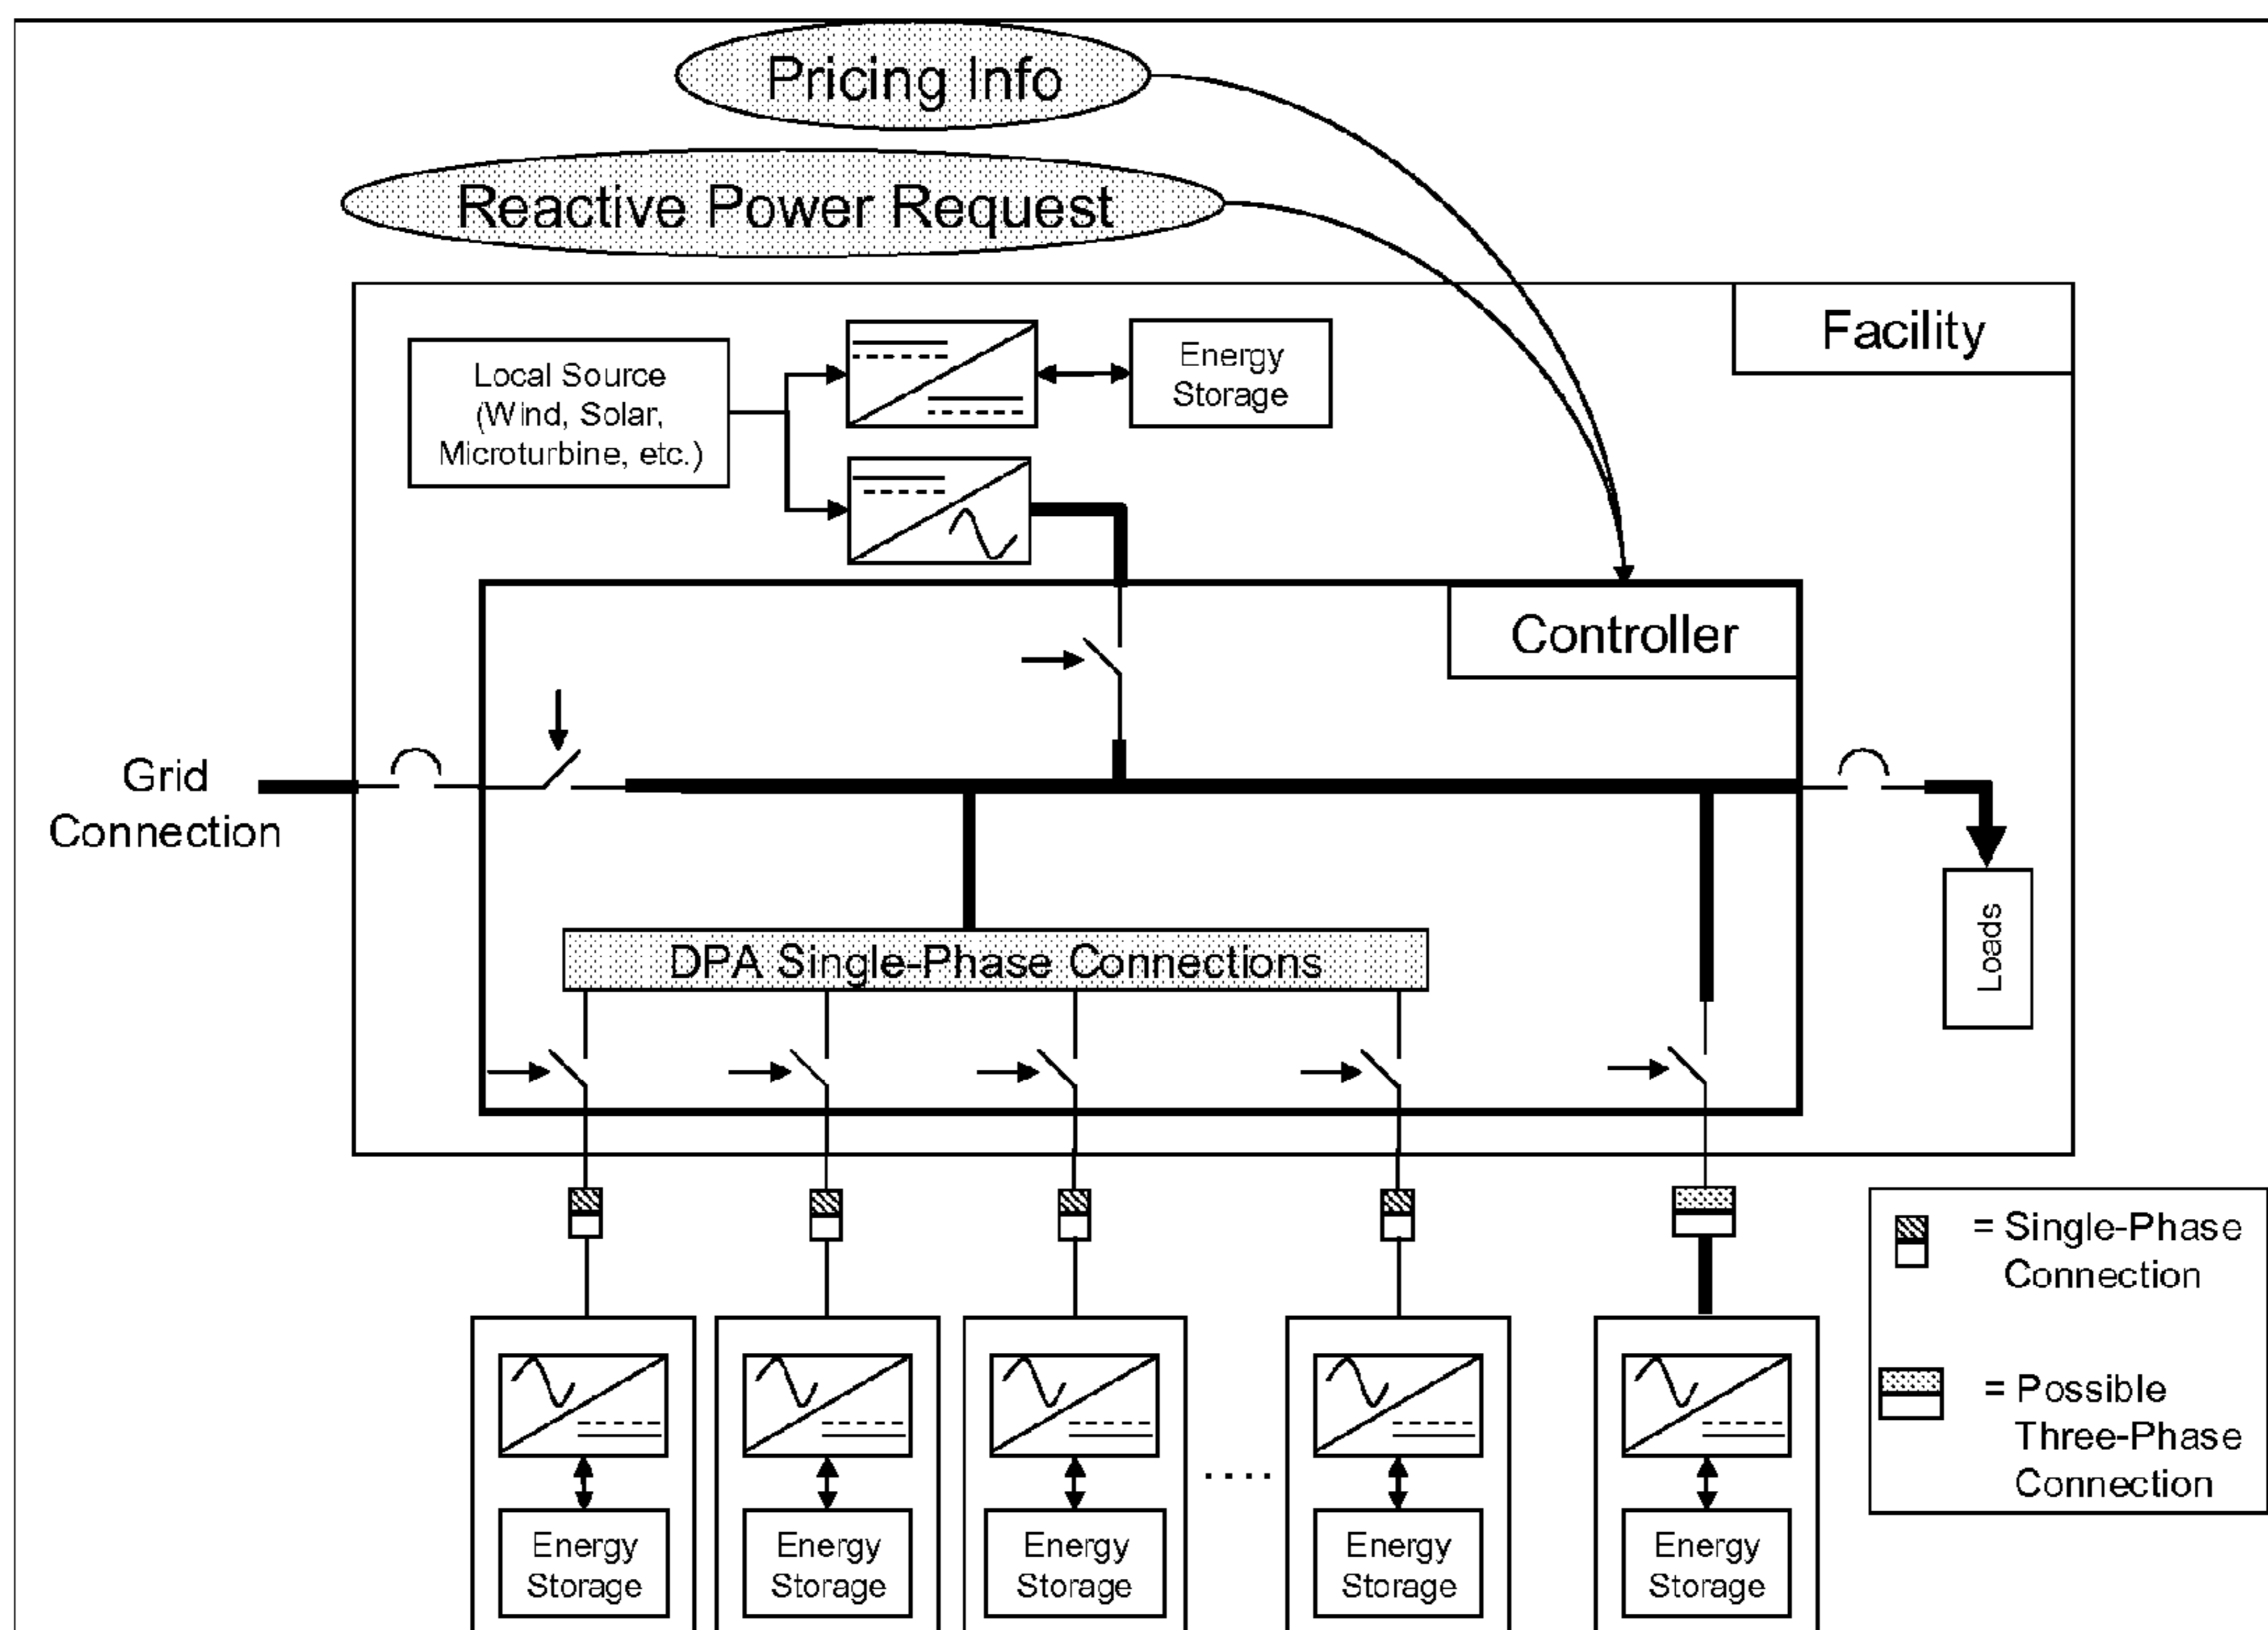 Pricing Info
Reactive Power Request
Facility
Local Source
(Wind, Solar,
Microturbine, etc.)
Energy
Storage
Controller
Grid
Connection
Loads
DPA Single-Phase Connections
= Single-Phase
Connection
= Possible
Three-Phase
Connection
....
Energy
Storage
Energy
Storage
Energy
Storage
Energy
Storage
Energy
Storage